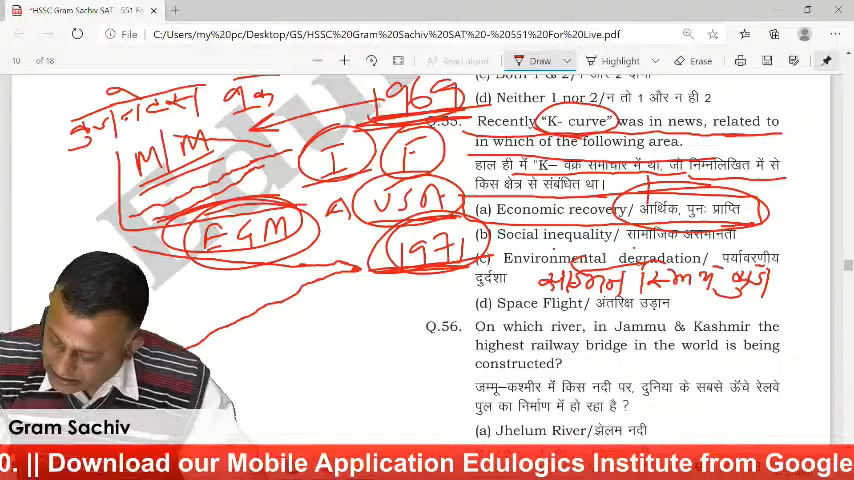 *HSSC Gram Sachiv SAT - 551 Fo
File
C:/Users/my%20pc/Desktop/GS/HSSC%20Gram%20Sachiv%20SAT%20-%20551%20For%20Live.pdf
10 of 18
Read aloud
Draw
Highlight
Erase
(d) Neither 1 nor 2/न तो 1 और न ही 2
Recently "K- curve" was in news, related to
in which of the following area.
हाल ही में "K– वक्र समाचार में था, जो निम्नलिखित में से
किस क्षेत्र से संबंधित था।
(a) Economic recovery/ आर्थिक, पुनः प्राप्ति
(b) Social inequality/ सामाजिक असमानता
(c) Environmental degradation/ पर्यावरणीय
दुर्दशा
(d) Space Flight/ अंतरिक्ष उड़ान
Q.56. On which river, in Jammu & Kashmir the
highest railway bridge in the world is being
constructed?
जम्मू–कश्मीर में किस नदी पर, दुनिया के सबसे ऊँचे रेलवे
पुल का निर्माण में हो रहा है ?
(a) Jhelum River/झेलम नदी
1969
M/M
I F
USA
EGM
1971
Gram Sachiv
0. || Download our Mobile Application Edulogics Institute from Google